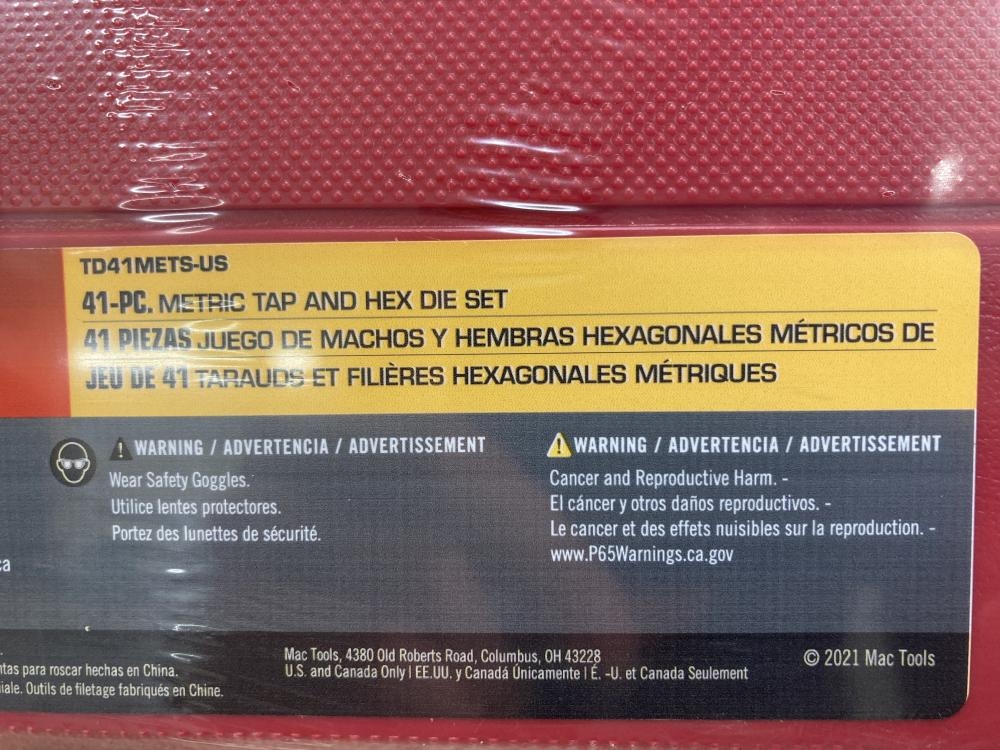 TD41METS-US
41-PC. METRIC TAP AND HEX DIE SET
41 PIEZAS JUEGO DE MACHOS Y HEMBRAS HEXAGONALES MÉTRICOS DE
JEU DE 41 TARAUDS ET FILIÈRES HEXAGONALES MÉTRIQUES
WARNING / ADVERTENCIA / ADVERTISSEMENT
Wear Safety Goggles.
Utilice lentes protectores.
Portez des lunettes de sécurité.
WARNING / ADVERTENCIA / ADVERTISSEMENT
Cancer and Reproductive Harm. -
El cáncer y otros daños reproductivos. -
Le cancer et des effets nuisibles sur la reproduction. -
www.P65Warnings.ca.gov
ca
ntas para roscar hechas en China.
iale. Outils de filetage fabriqués en Chine.
Mac Tools, 4380 Old Roberts Road, Columbus, OH 43228
U.S. and Canada Only | EE.UU. y Canadá Únicamente | É. -U. et Canada Seulement
© 2021 Mac Tools